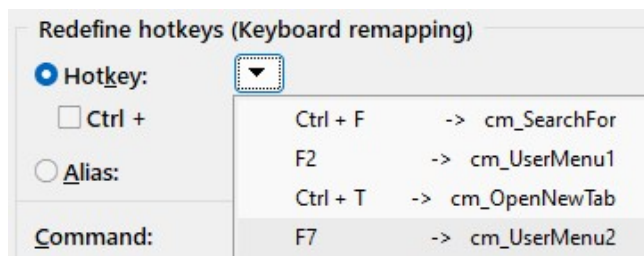 Redefine hotkeys (Keyboard remapping)
Hotkey:
Ctrl +
Ctrl + F -> cm_SearchFor
F2 -> cm_UserMenu1
Alias:
Ctrl + T -> cm_OpenNewTab
Command:
F7 -> cm_UserMenu2